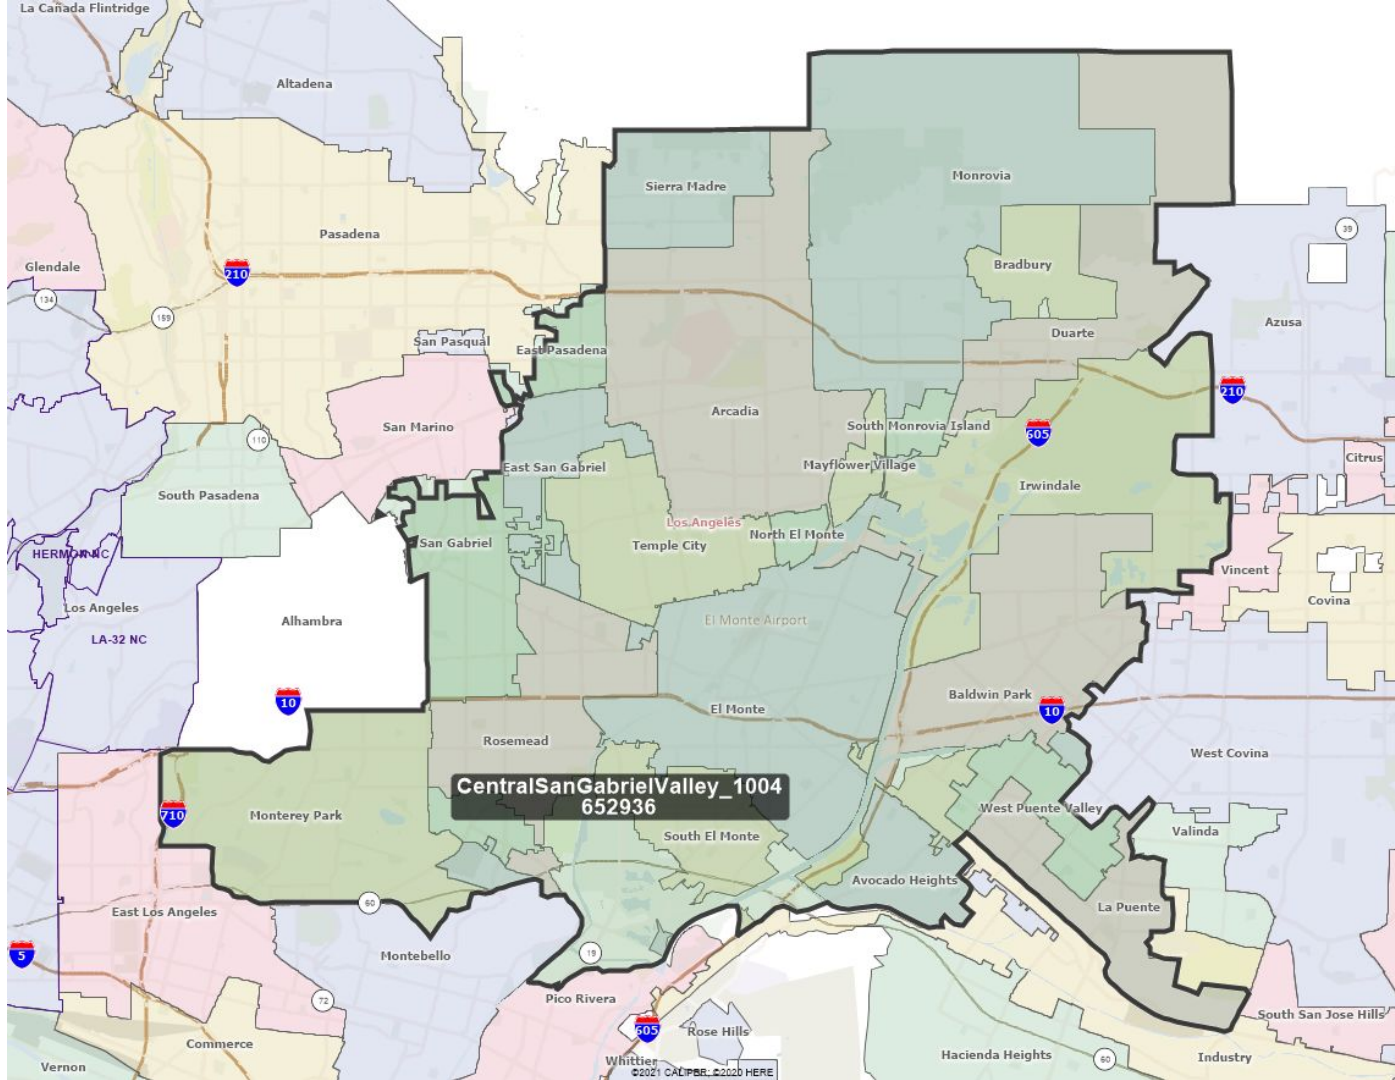 La Cañada Flintridge
Altadena
Sierra Madre
Monrovia
Pasadena
39
Glendale
210
Bradbury
134
159
Azusa
San Pasqual
East Pasadena
Duarte
210
San Marino
Arcadia
South Monrovia Island
605
110
East San Gabriel
Mayflower Village
Citrus
South Pasadena
Irwindale
Los Angeles
HERMON NC
San Gabriel
Temple City
North El Monte
Vincent
Los Angeles
Covina
LA-32 NC
Alhambra
El Monte Airport
10
El Monte
Baldwin Park
10
Rosemead
West Covina
CentralSanGabrielValley_1004
652936
710
Monterey Park
South El Monte
West Puente Valley
Valinda
Avocado Heights
60
East Los Angeles
La Puente
5
Montebello
19
72
Pico Rivera
South San Jose Hills
605
Rose Hills
Commerce
Vernon
Whittier
Hacienda Heights
60
Industry
©2021 CALIPER; ©2020 HERE